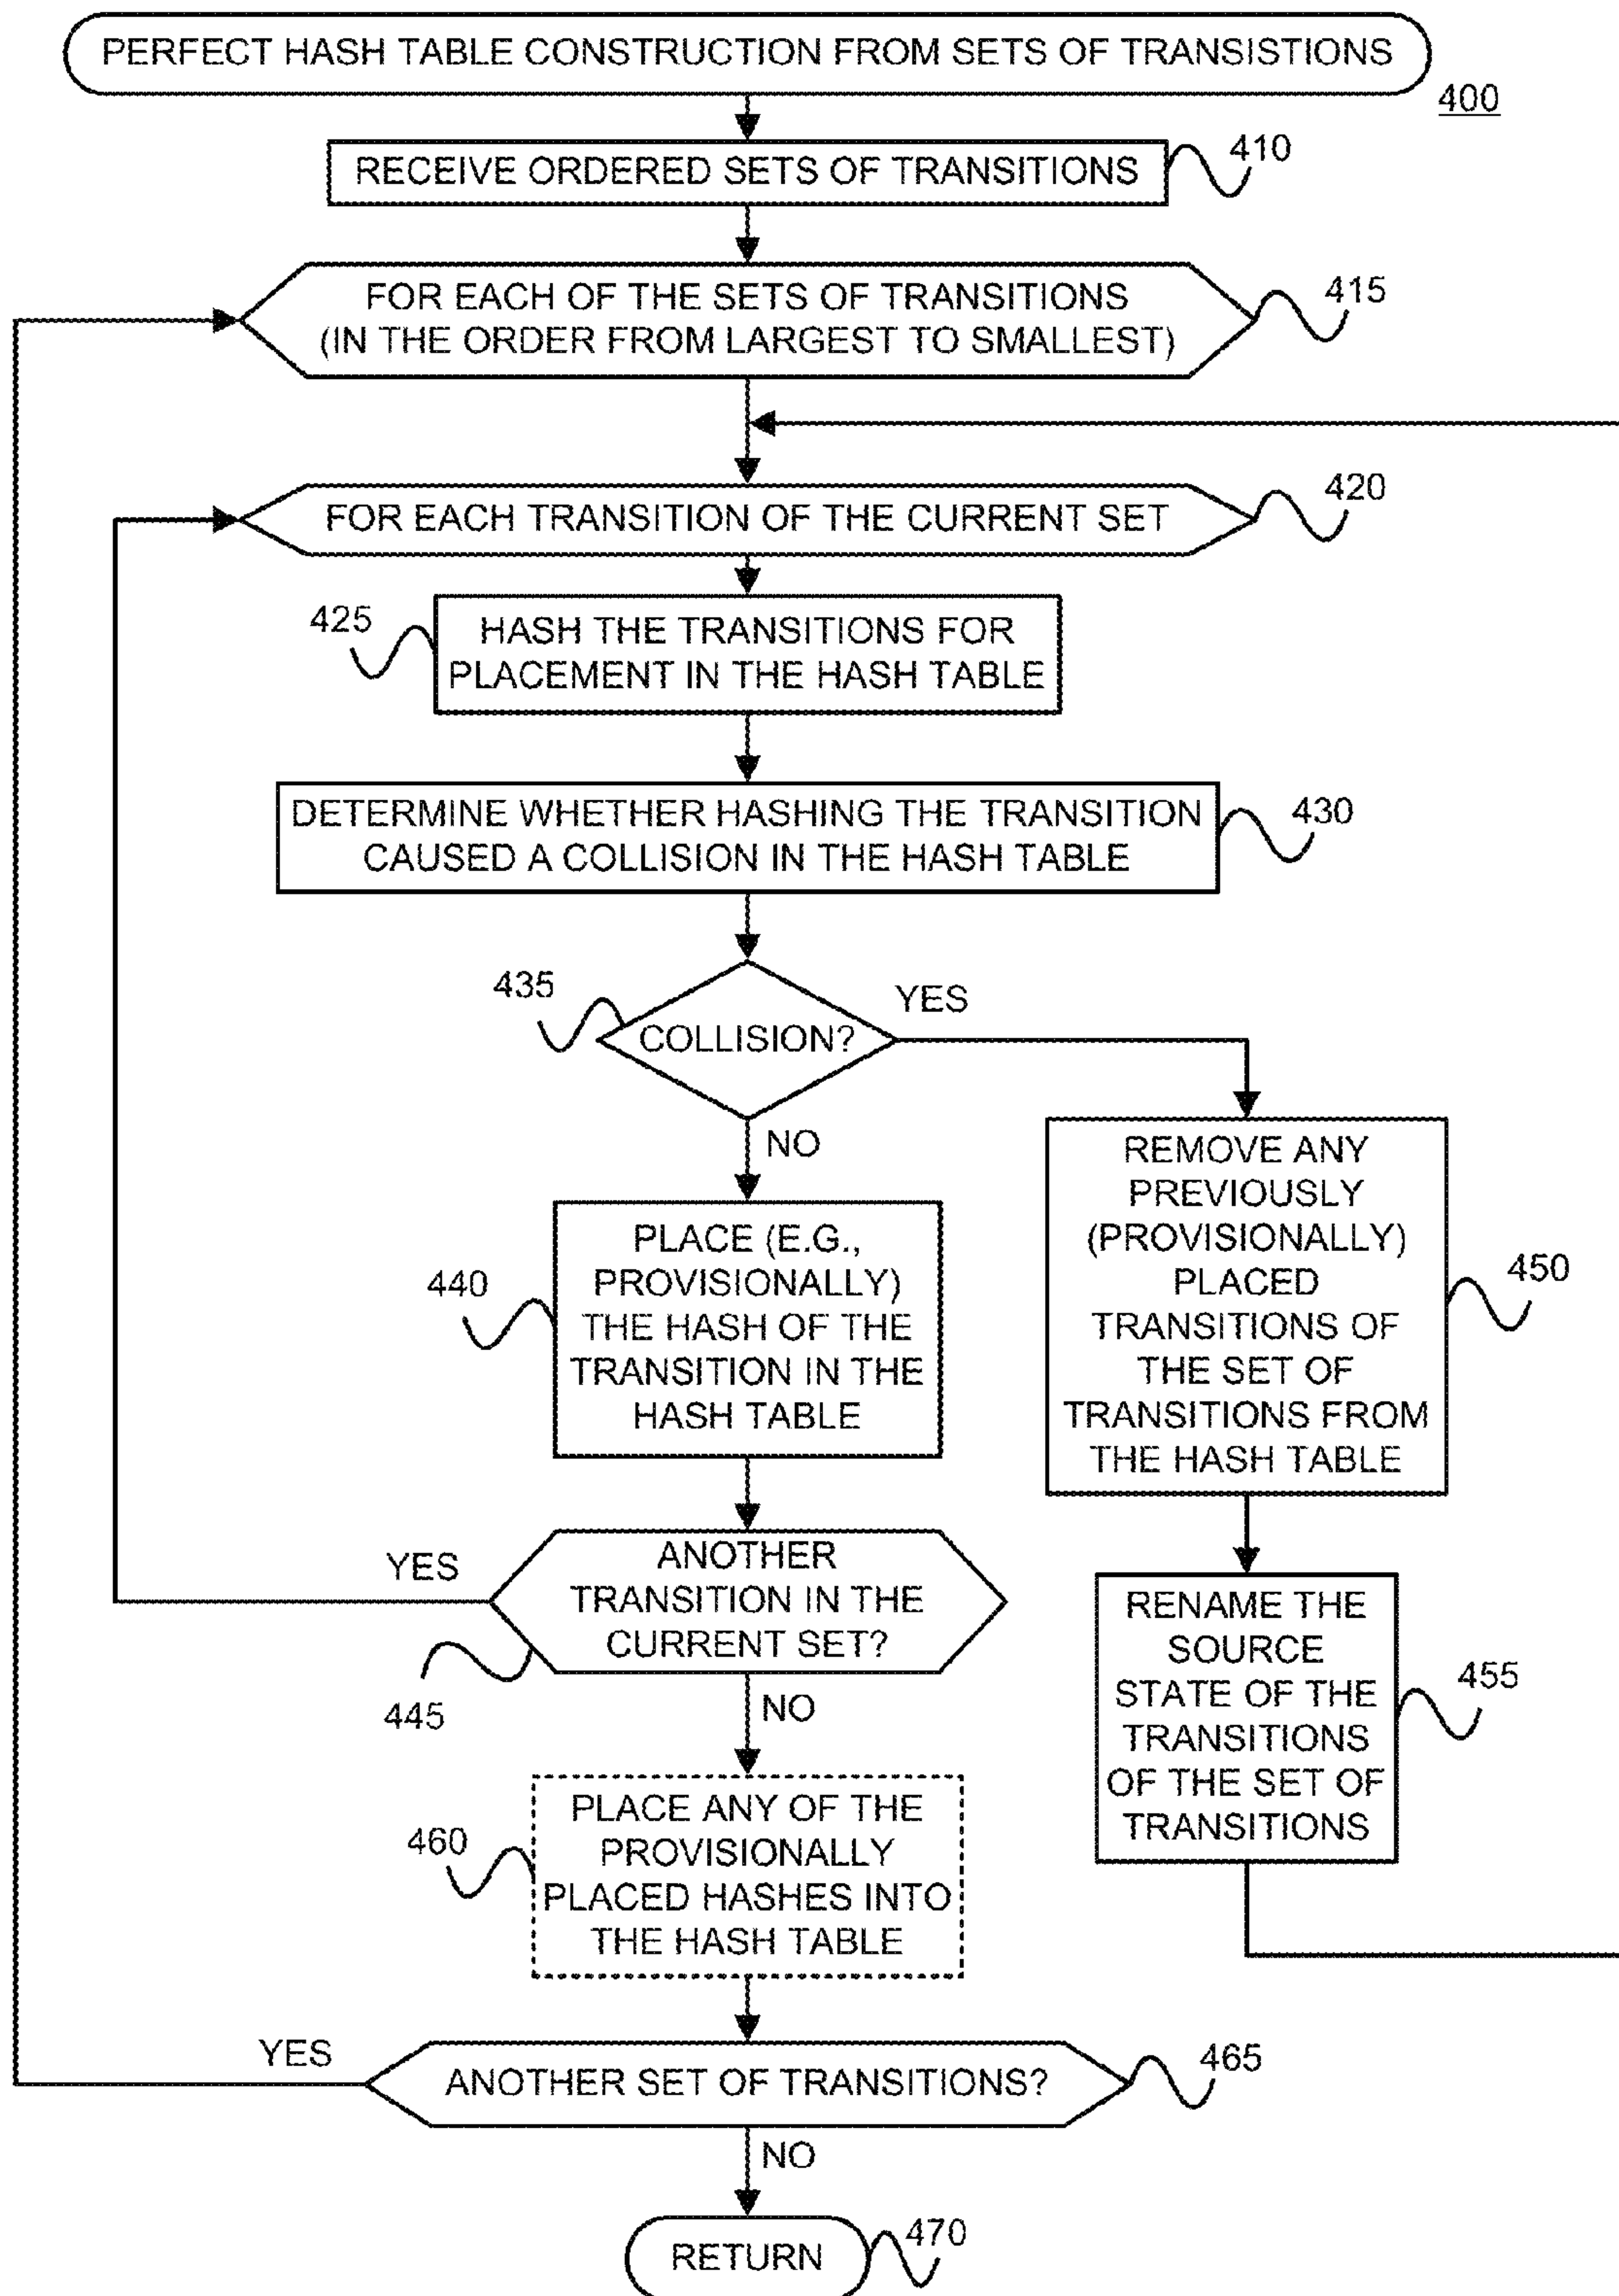 PERFECT HASH TABLE CONSTRUCTION FROM SETS OF TRANSISTIONS
400
RECEIVE ORDERED SETS OF TRANSITIONS
410
FOR EACH OF THE SETS OF TRANSITIONS
(IN THE ORDER FROM LARGEST TO SMALLEST)
415
FOR EACH TRANSITION OF THE CURRENT SET
420
425
HASH THE TRANSITIONS FOR
PLACEMENT IN THE HASH TABLE
DETERMINE WHETHER HASHING THE TRANSITION
CAUSED A COLLISION IN THE HASH TABLE
430
435
COLLISION?
YES
NO
440
PLACE (E.G.,
PROVISIONALLY)
THE HASH OF THE
TRANSITION IN THE
HASH TABLE
REMOVE ANY
PREVIOUSLY
(PROVISIONALLY)
PLACED
TRANSITIONS OF
THE SET OF
TRANSITIONS FROM
THE HASH TABLE
450
YES
ANOTHER
TRANSITION IN THE
CURRENT SET?
445
NO
RENAME THE
SOURCE
STATE OF THE
TRANSITIONS
OF THE SET OF
TRANSITIONS
455
460
PLACE ANY OF THE
PROVISIONALLY
PLACED HASHES INTO
THE HASH TABLE
YES
ANOTHER SET OF TRANSITIONS?
465
NO
RETURN
470